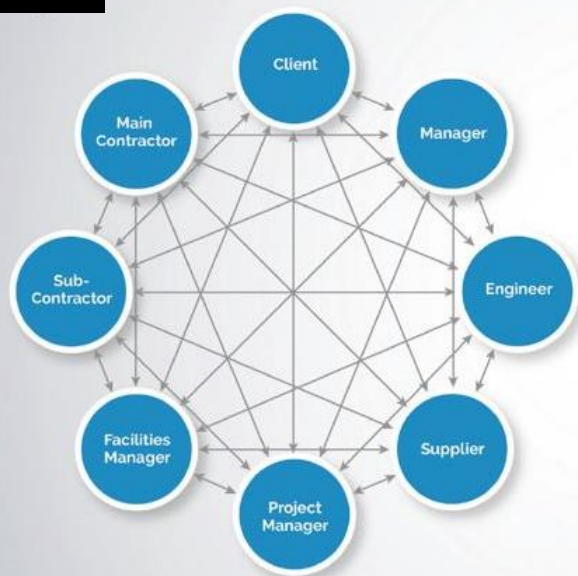 Client
Manager
Engineer
Supplier
Project
Manager
Facilities
Manager
Sub-
Contractor
Main
Contractor